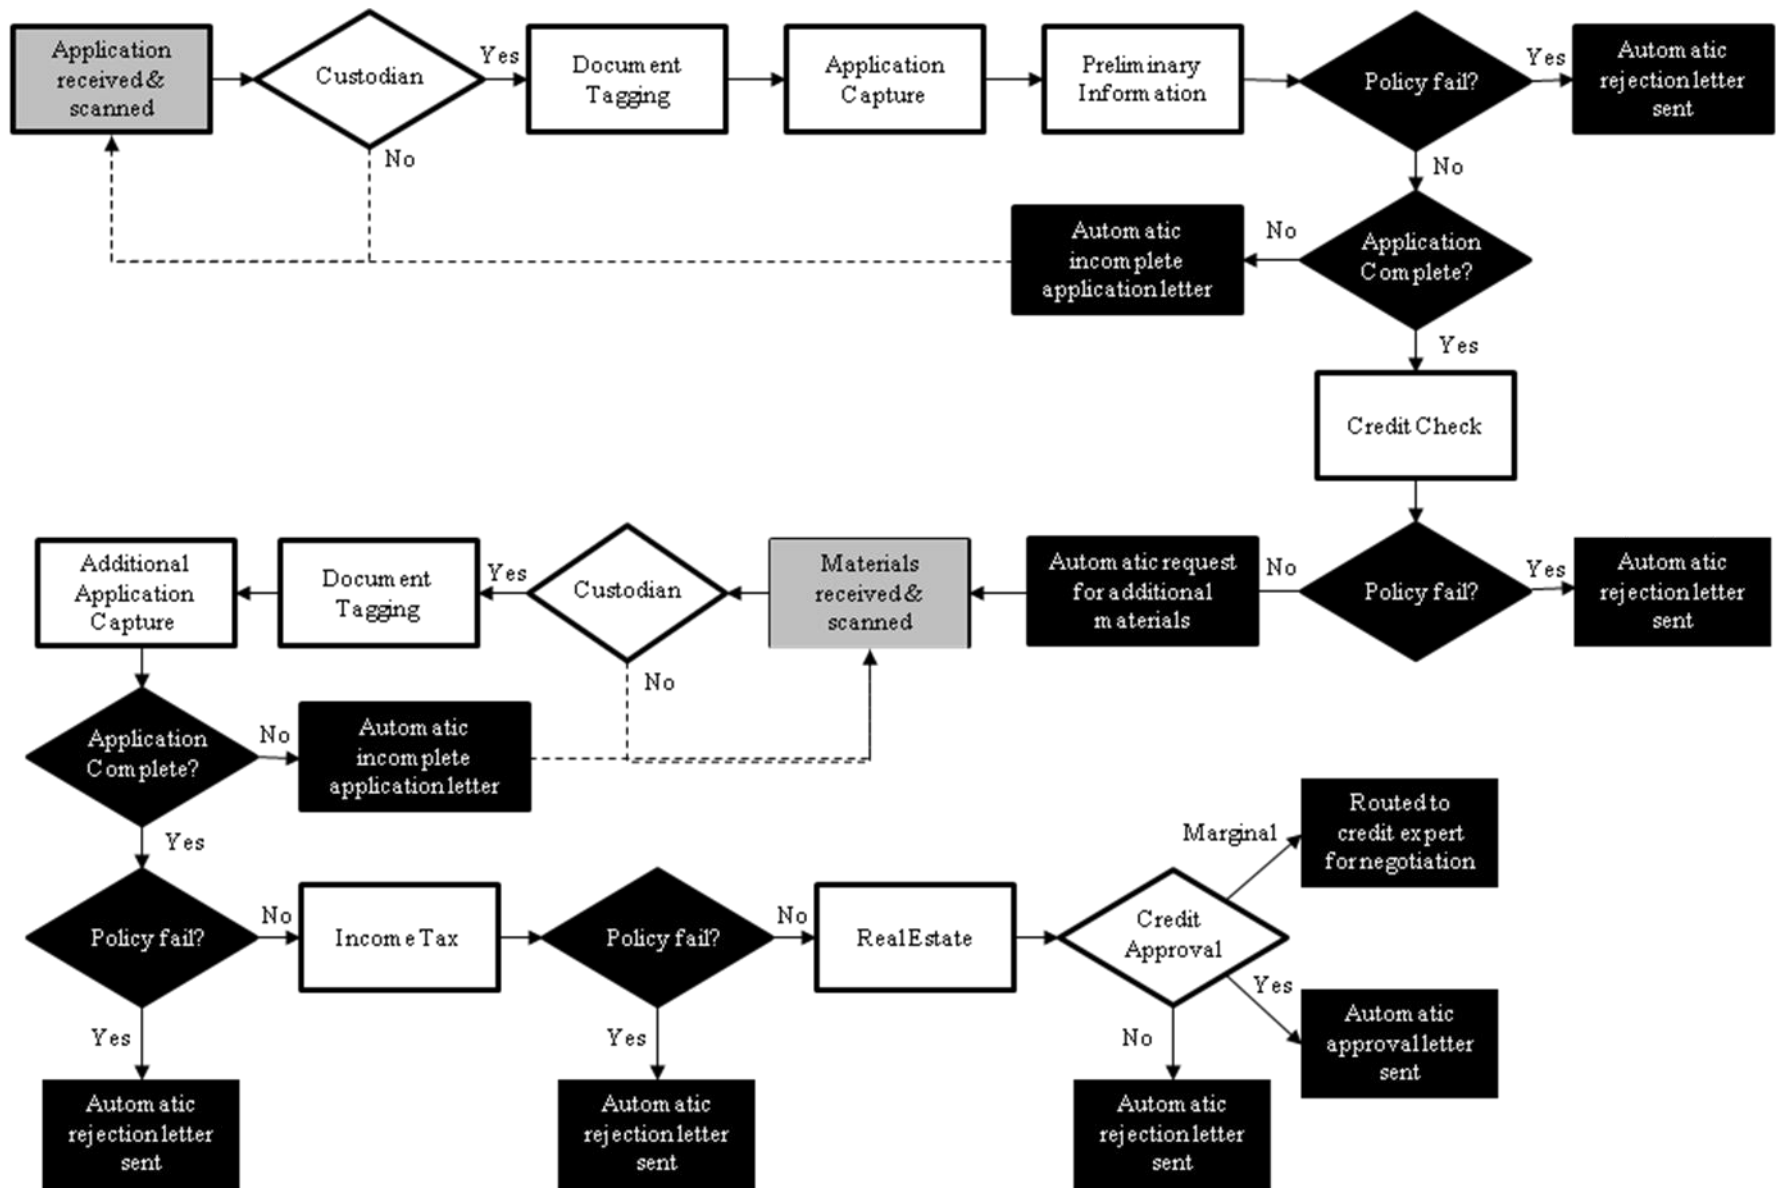 Application
received &
scanned
Custodian
Yes
No
Document
Tagging
Application
Capture
Preliminary
Information
Policy fail?
Yes
No
Automatic
rejection letter
sent
Application
Complete?
No
Yes
Automatic
incomplete
application letter
Credit Check
Policy fail?
Yes
No
Automatic
rejection letter
sent
Automatic request
for additional
materials
Materials
received &
scanned
Custodian
Yes
No
Document
Tagging
Additional
Application
Capture
Application
Complete?
No
Yes
Automatic
incomplete
application letter
Policy fail?
No
Yes
Automatic
rejection letter
sent
Income Tax
Policy fail?
No
Yes
Automatic
rejection letter
sent
Real Estate
Credit
Approval
Marginal
Routed to
credit expert
for negotiation
Yes
Automatic
approval letter
sent
No
Automatic
rejection letter
sent